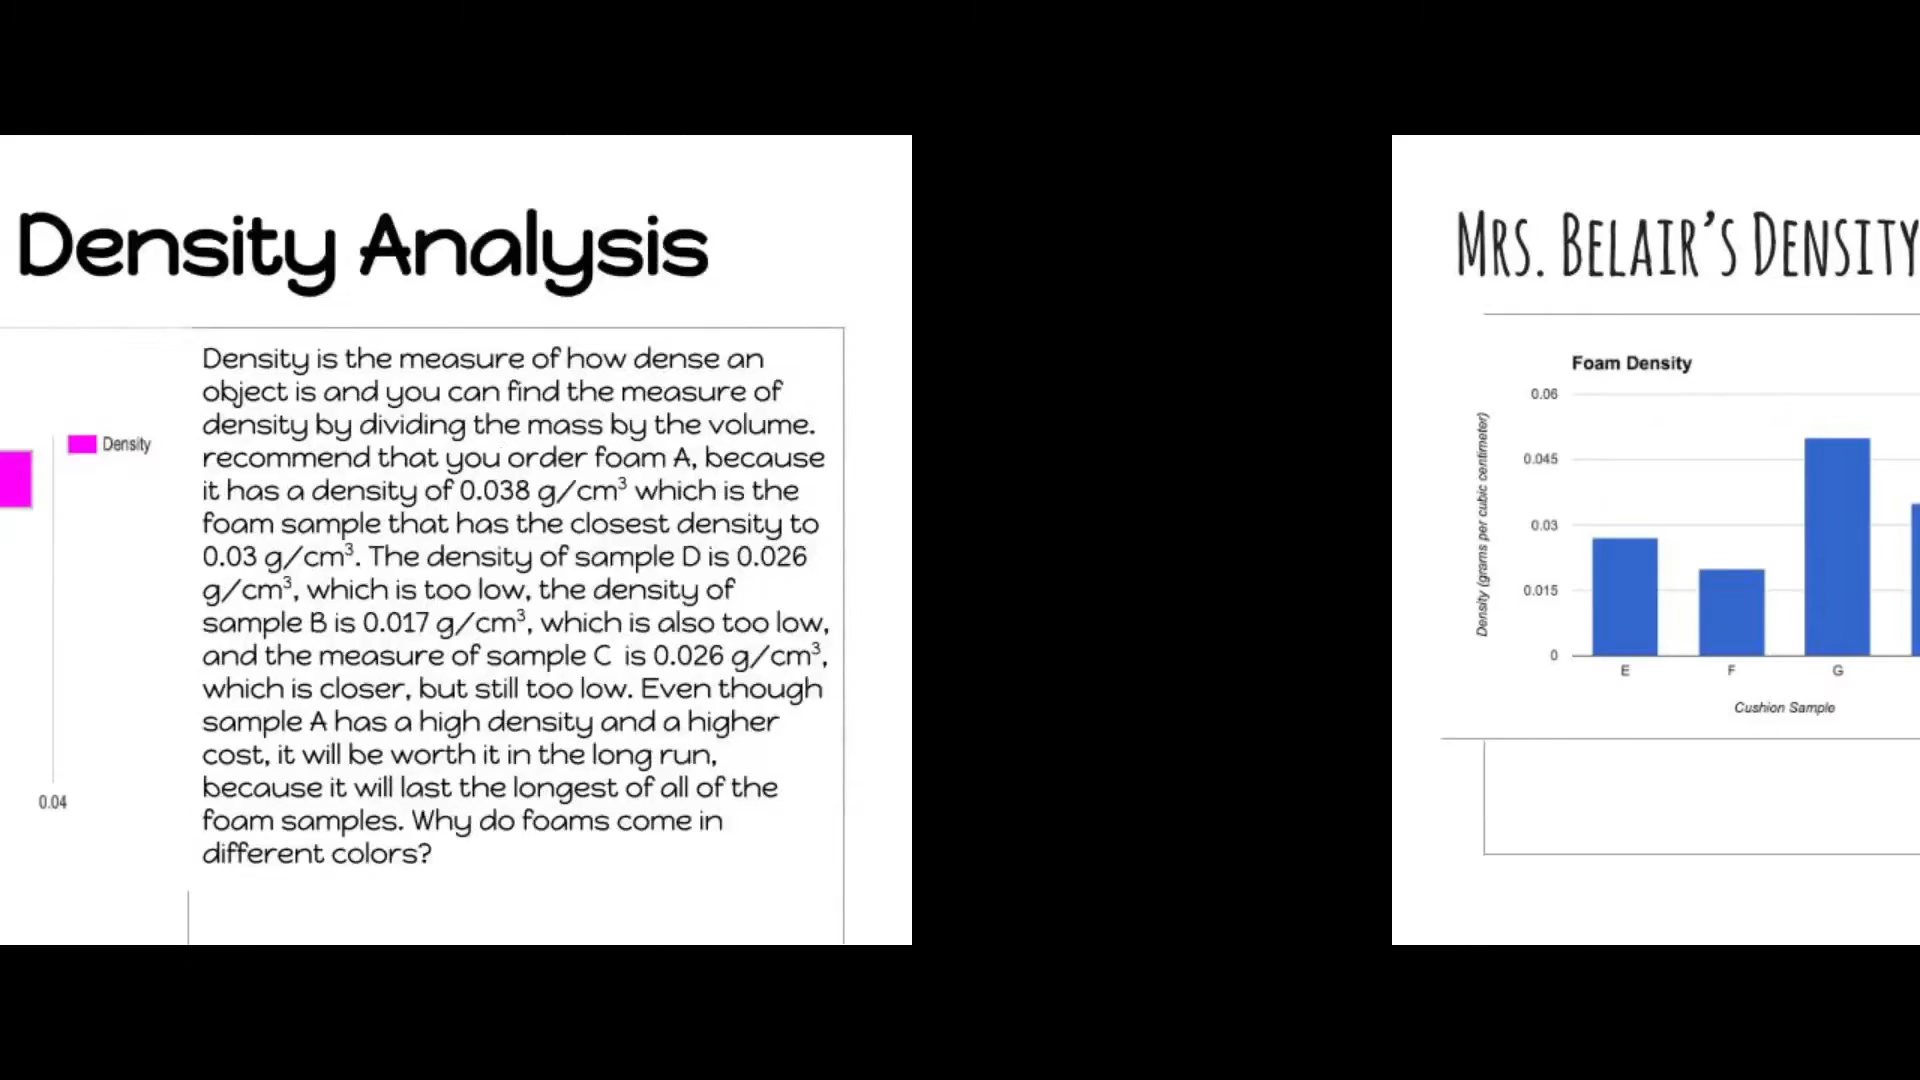 Density Analysis
Density
0.04
Density is the measure of how dense an
object is and you can find the measure of
density by dividing the mass by the volume.
recommend that you order foam A, because
it has a density of 0.038 g/cm³ which is the
foam sample that has the closest density to
0.03 g/cm³. The density of sample D is 0.026
g/cm³, which is too low, the density of
sample B is 0.017 g/cm³, which is also too low,
and the measure of sample C is 0.026 g/cm³,
which is closer, but still too low. Even though
sample A has a high density and a higher
cost, it will be worth it in the long run,
because it will last the longest of all of the
foam samples. Why do foams come in
different colors?
MRS. BELAIR'S DENSITY
Foam Density
Density (grams per cubic centimeter)
0.06
0.045
0.03
0.015
0
E F G
Cushion Sample